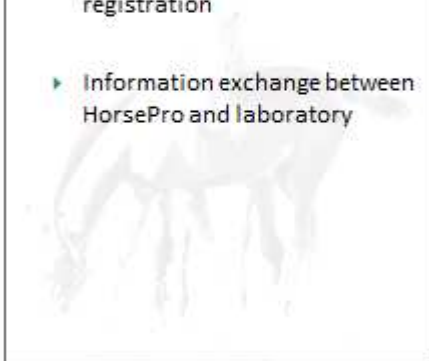 registration
Information exchange between
HorsePro and laboratory